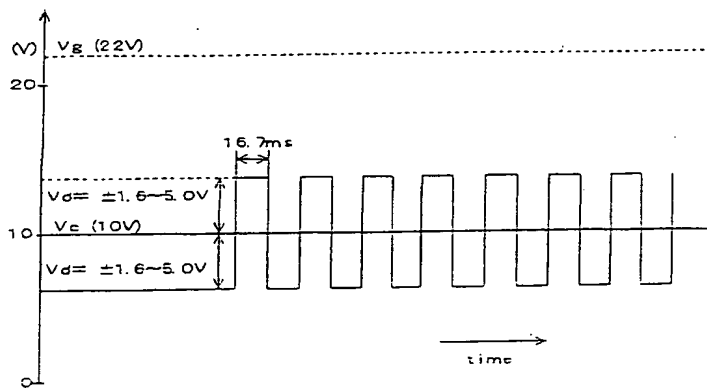 (V)
Vg (22V)
20
16.7ms
Vd= ±1.6~5.0V
Vc (10V)
10
Vd= ±1.6~5.0V
time
0